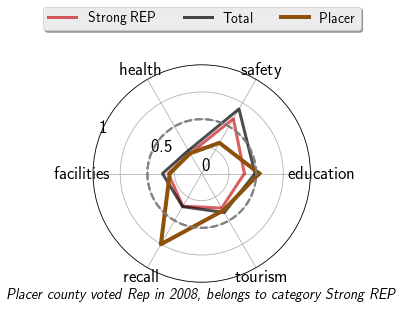 Strong REP Total Placer
health safety
1
0.5
0
facilities education
recall tourism
Placer county voted Rep in 2008, belongs to category Strong REP